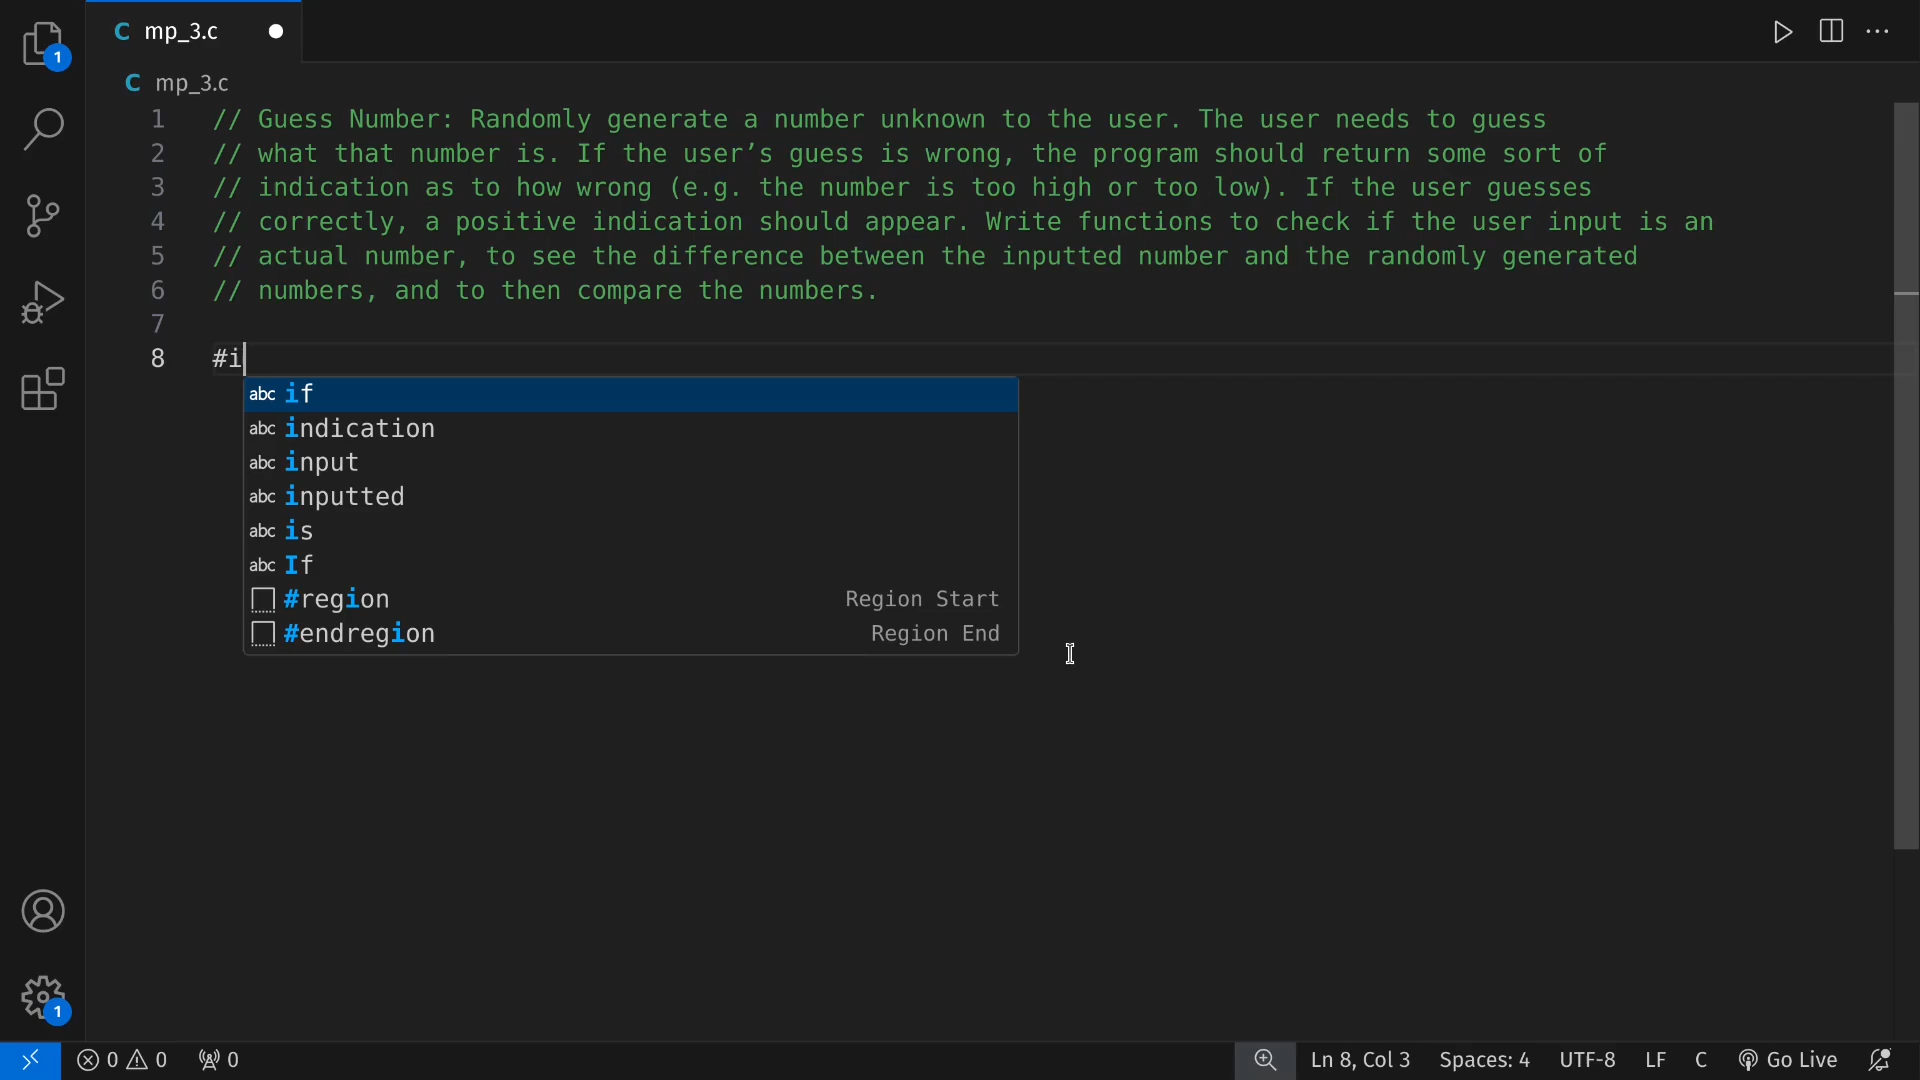 C mp_3.c
C mp_3.c
1 // Guess Number: Randomly generate a number unknown to the user. The user needs to guess
2 // what that number is. If the user’s guess is wrong, the program should return some sort of
3 // indication as to how wrong (e.g. the number is too high or too low). If the user guesses
4 // correctly, a positive indication should appear. Write functions to check if the user input is an
5 // actual number, to see the difference between the inputted number and the randomly generated
6 // numbers, and to then compare the numbers.
7
8 #i
abc if
abc indication
abc input
abc inputted
abc is
abc If
#region Region Start
#endregion Region End
1
1
0 0 0 Ln 8, Col 3 Spaces: 4 UTF-8 LF C Go Live